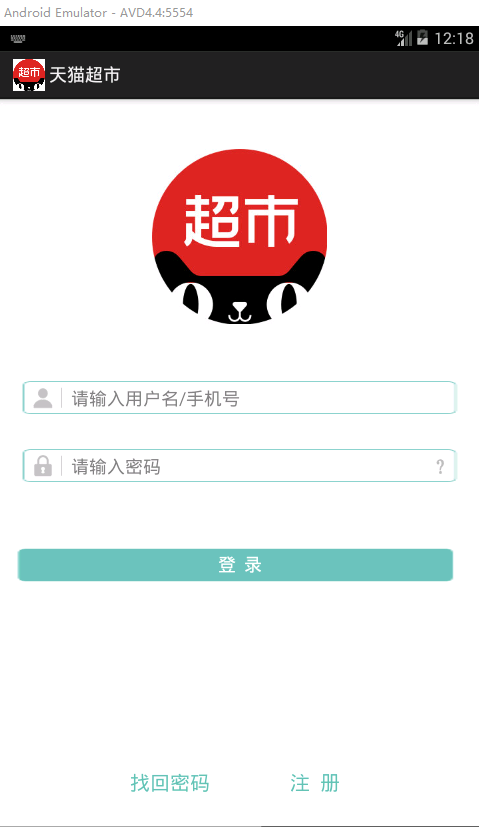 Android Emulator - AVD4.4:5554
4G 12:18
超市 天猫超市
超市
请输入用户名/手机号
请输入密码 ?
登 录
找回密码 注 册